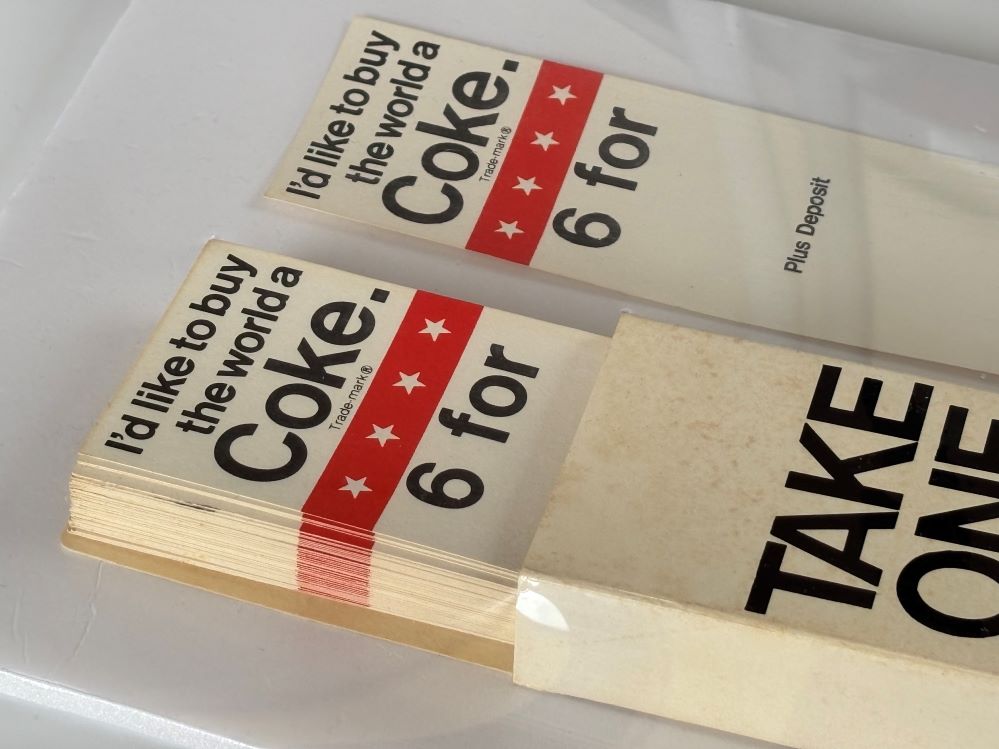 I'd like to buy
the world a
Coke.
Trade-mark®
6 for
Plus Deposit
I'd like to buy
the world a
Coke.
Trade-mark®
6 for
TAKE
ONE